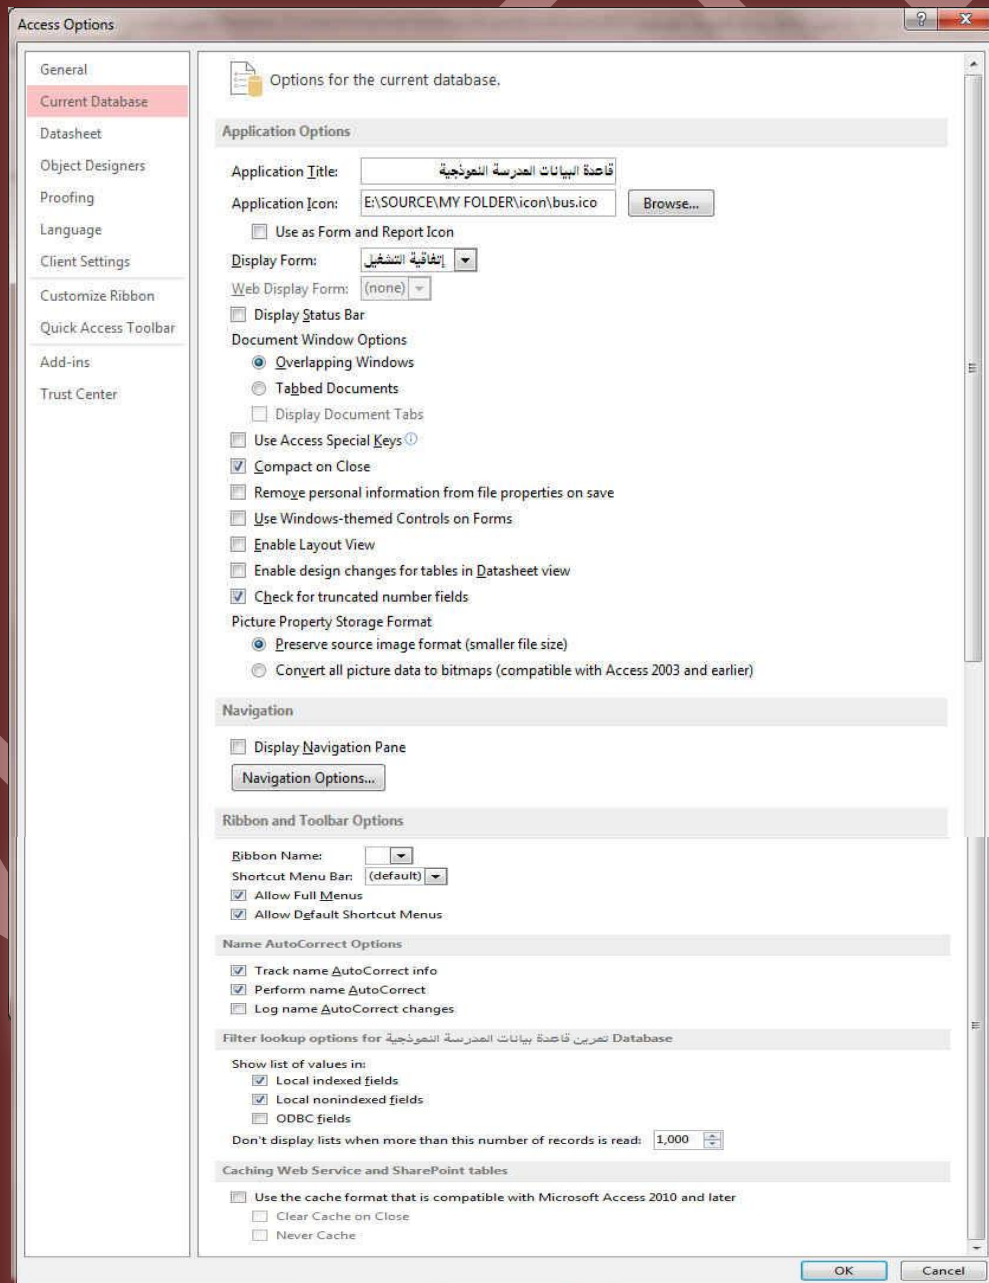 Access Options
General
Current Database
Datasheet
Object Designers
Proofing
Language
Client Settings
Customize Ribbon
Quick Access Toolbar
Add-ins
Trust Center
Options for the current database.
Application Options
Application Title: قاعدة البيانات المدرسة النموذجية
Application Icon: E:\SOURCE\MY FOLDER\icon\bus.ico Browse...
Use as Form and Report Icon
Display Form: إتفاقية التشغيل
Web Display Form: (none)
Display Status Bar
Document Window Options
Overlapping Windows
Tabbed Documents
Display Document Tabs
Use Access Special Keys
Compact on Close
Remove personal information from file properties on save
Use Windows-themed Controls on Forms
Enable Layout View
Enable design changes for tables in Datasheet view
Check for truncated number fields
Picture Property Storage Format
Preserve source image format (smaller file size)
Convert all picture data to bitmaps (compatible with Access 2003 and earlier)
Navigation
Display Navigation Pane
Navigation Options...
Ribbon and Toolbar Options
Ribbon Name:
Shortcut Menu Bar: (default)
Allow Full Menus
Allow Default Shortcut Menus
Name AutoCorrect Options
Track name AutoCorrect info
Perform name AutoCorrect
Log name AutoCorrect changes
Filter lookup options for تمرين قاعدة بيانات المدرسة النموذجية Database
Show list of values in:
Local indexed fields
Local nonindexed fields
ODBC fields
Don't display lists when more than this number of records is read: 1,000
Caching Web Service and SharePoint tables
Use the cache format that is compatible with Microsoft Access 2010 and later
Clear Cache on Close
Never Cache
OK Cancel